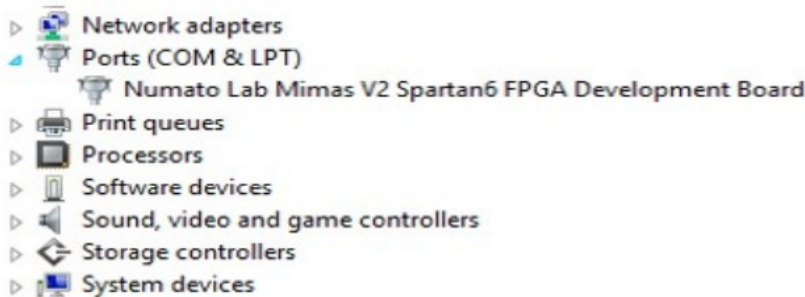 Network adapters
Ports (COM & LPT)
Numato Lab Mimas V2 Spartan6 FPGA Development Board
Print queues
Processors
Software devices
Sound, video and game controllers
Storage controllers
System devices